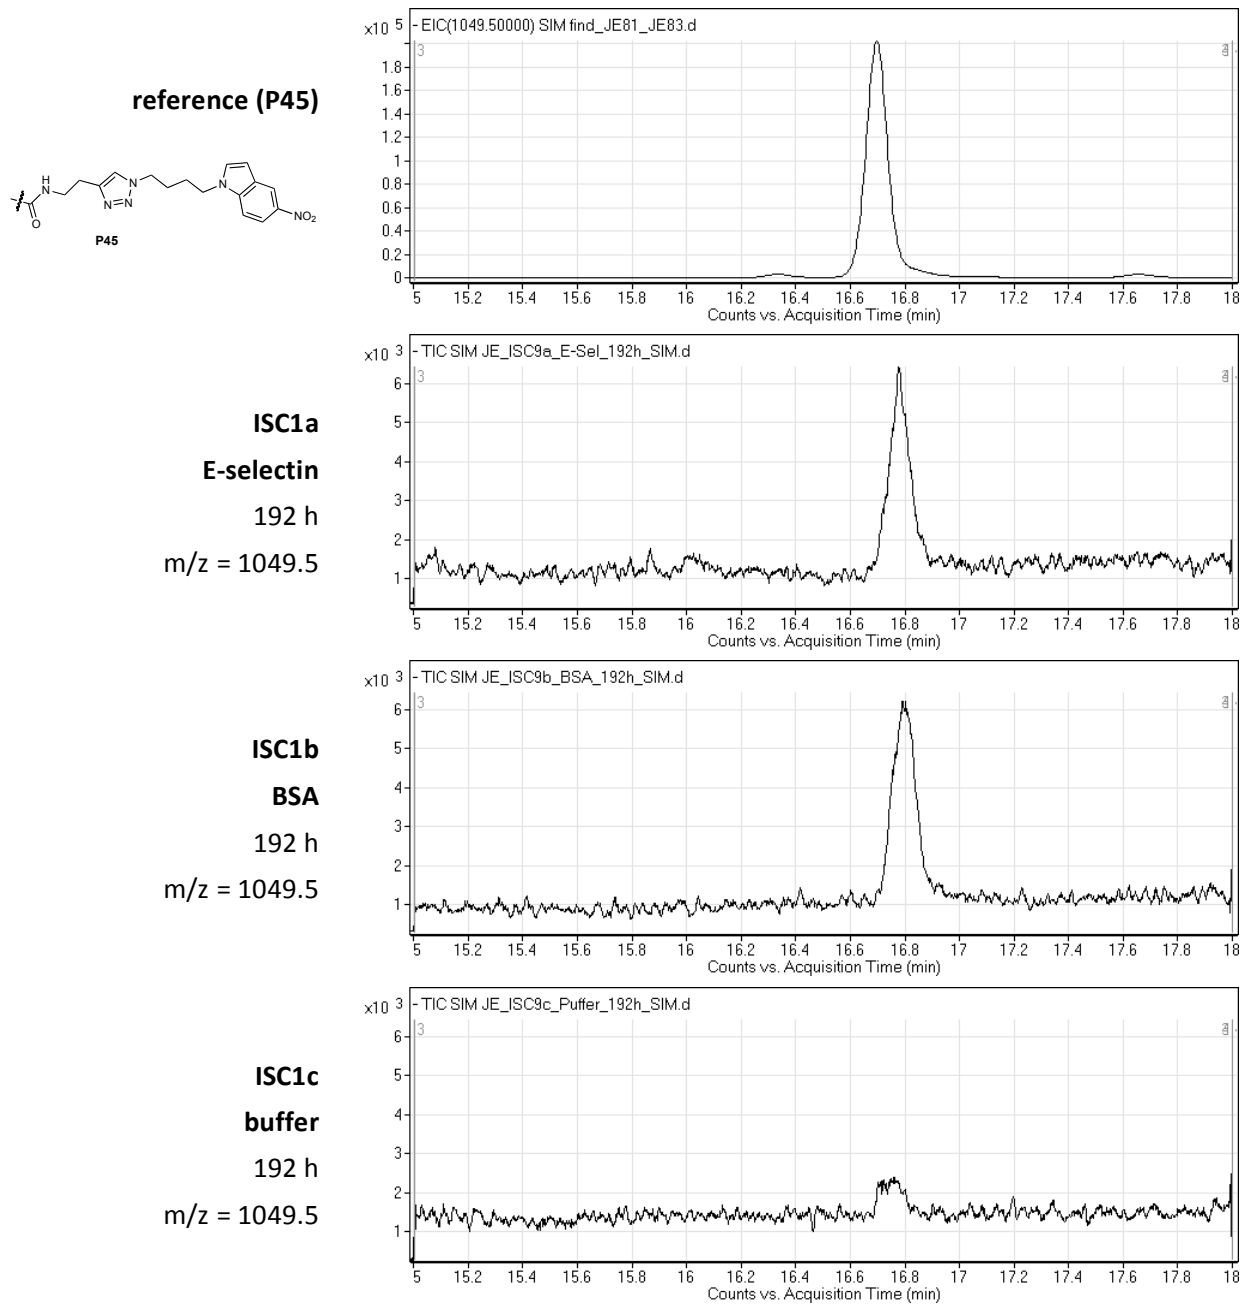 reference (P45)
H
N
O
N
N=N
N
NO2
P45
x10 5
- EIC(1049.50000) SIM find_JE81_JE83.d
3
1.8
1.6
1.4
1.2
1
0.8
0.6
0.4
0.2
0
5 15.2 15.4 15.6 15.8 16 16.2 16.4 16.6 16.8 17 17.2 17.4 17.6 17.8 18
Counts vs. Acquisition Time (min)
ISC1a
E-selectin
192 h
m/z = 1049.5
x10 3
- TIC SIM JE_ISC9a_E-Sel_192h_SIM.d
3
6
5
4
3
2
1
5 15.2 15.4 15.6 15.8 16 16.2 16.4 16.6 16.8 17 17.2 17.4 17.6 17.8 18
Counts vs. Acquisition Time (min)
ISC1b
BSA
192 h
m/z = 1049.5
x10 3
- TIC SIM JE_ISC9b_BSA_192h_SIM.d
3
6
5
4
3
2
1
5 15.2 15.4 15.6 15.8 16 16.2 16.4 16.6 16.8 17 17.2 17.4 17.6 17.8 18
Counts vs. Acquisition Time (min)
ISC1c
buffer
192 h
m/z = 1049.5
x10 3
- TIC SIM JE_ISC9c_Puffer_192h_SIM.d
3
6
5
4
3
2
1
5 15.2 15.4 15.6 15.8 16 16.2 16.4 16.6 16.8 17 17.2 17.4 17.6 17.8 18
Counts vs. Acquisition Time (min)